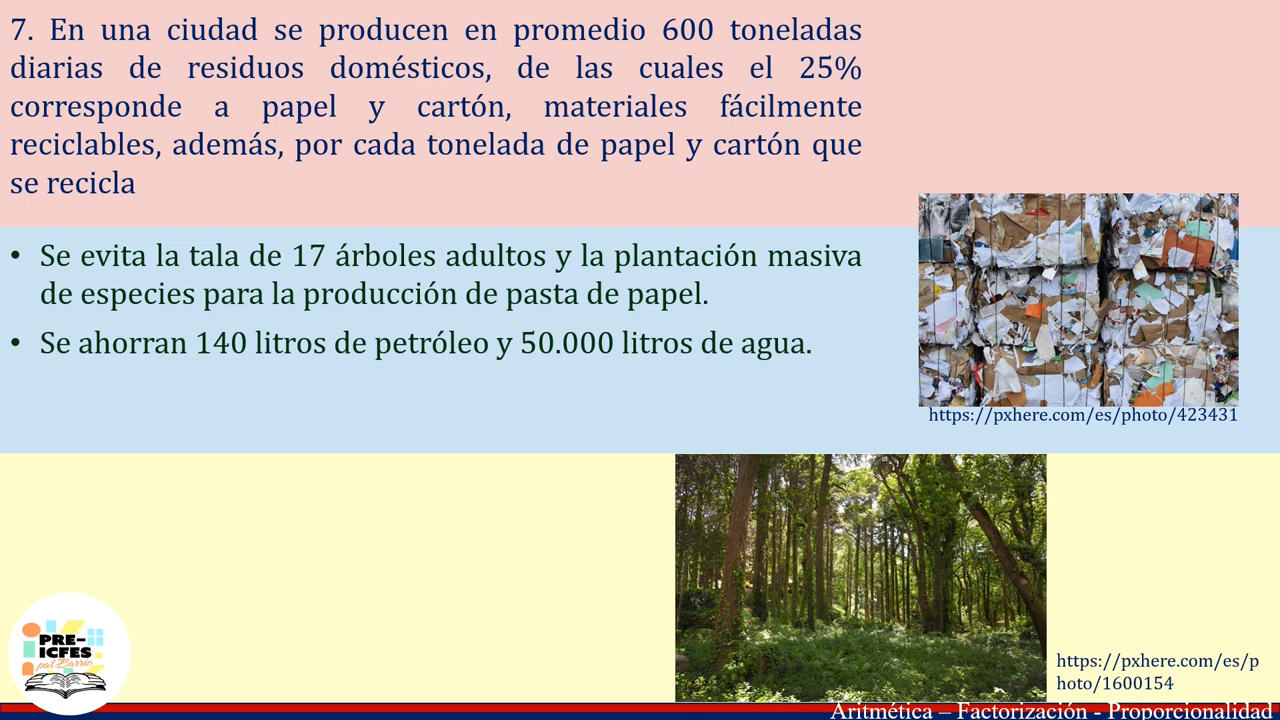 7. En una ciudad se producen en promedio 600 toneladas
diarias de residuos domésticos, de las cuales el 25%
corresponde a papel y cartón, materiales fácilmente
reciclables, además, por cada tonelada de papel y cartón que
se recicla
• Se evita la tala de 17 árboles adultos y la plantación masiva
de especies para la producción de pasta de papel.
• Se ahorran 140 litros de petróleo y 50.000 litros de agua.
https://pxhere.com/es/photo/423431
https://pxhere.com/es/p
hoto/1600154
PRE-
ICFES
pa'l Barrio
Aritmética – Factorización - Proporcionalidad